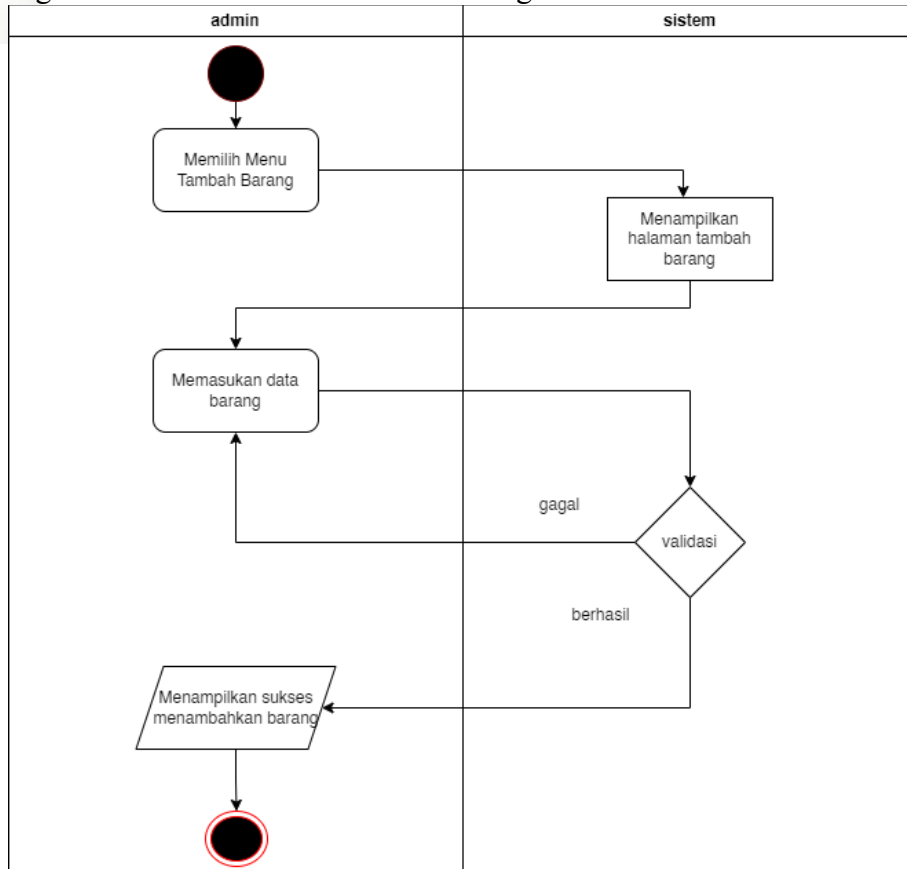 admin
sistem
Memilih Menu
Tambah Barang
Menampilkan
halaman tambah
barang
Memasukan data
barang
gagal
validasi
berhasil
Menampilkan sukses
menambahkan barang